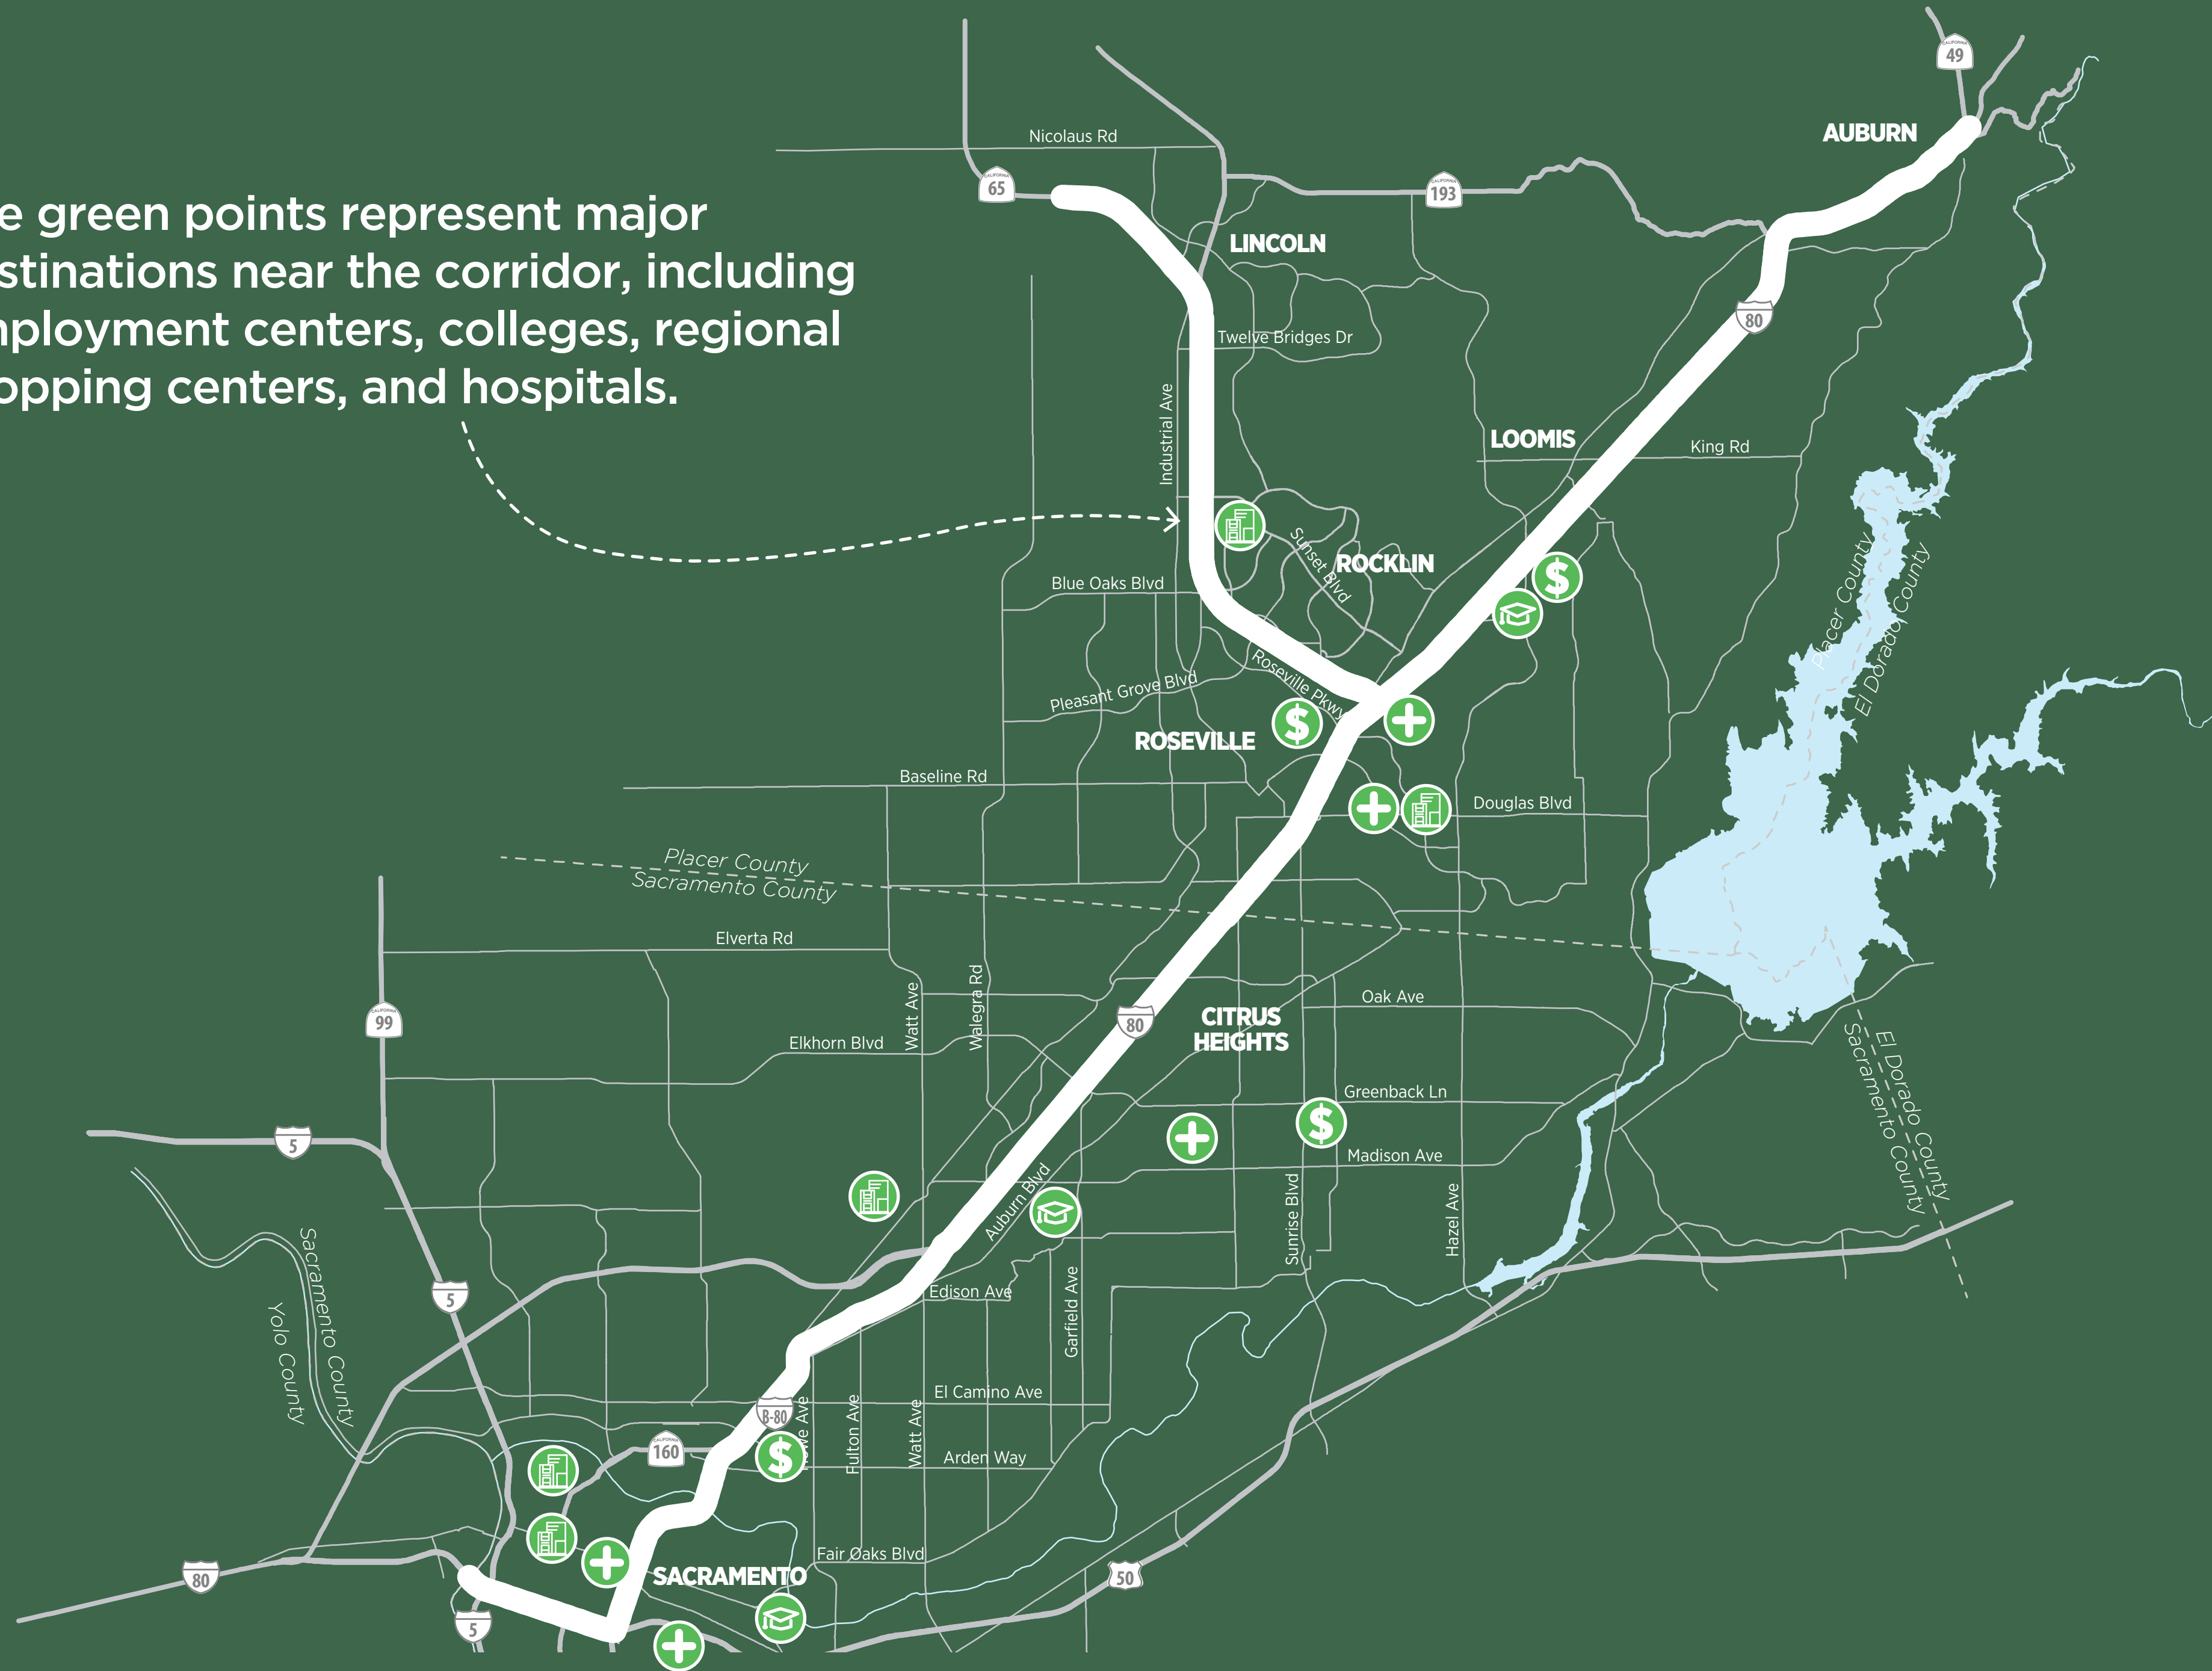 e green points represent major
stinations near the corridor, including
ployment centers, colleges, regional
opping centers, and hospitals.
CALIFORNIA
49
AUBURN
Nicolaus Rd
CALIFORNIA
65
CALIFORNIA
193
LINCOLN
80
Twelve Bridges Dr
Industrial Ave
LOOMIS
King Rd
Sunset Blvd
ROCKLIN
Blue Oaks Blvd
Placer County
El Dorado County
Roseville Pkwy
Pleasant Grove Blvd
$
$
ROSEVILLE
Baseline Rd
Douglas Blvd
Placer County
Sacramento County
Elverta Rd
Watt Ave
Walegra Rd
Oak Ave
CALIFORNIA
99
80
CITRUS
HEIGHTS
Elkhorn Blvd
El Dorado County
Sacramento County
Greenback Ln
$
5
Madison Ave
Auburn Blvd
Sunrise Blvd
Hazel Ave
Sacramento County
Yolo County
5
Edison Ave
Garfield Ave
El Camino Ave
B-80
Fulton Ave
Watt Ave
CALIFORNIA
160
$
Arden Way
Fair Oaks Blvd
80
SACRAMENTO
50
5